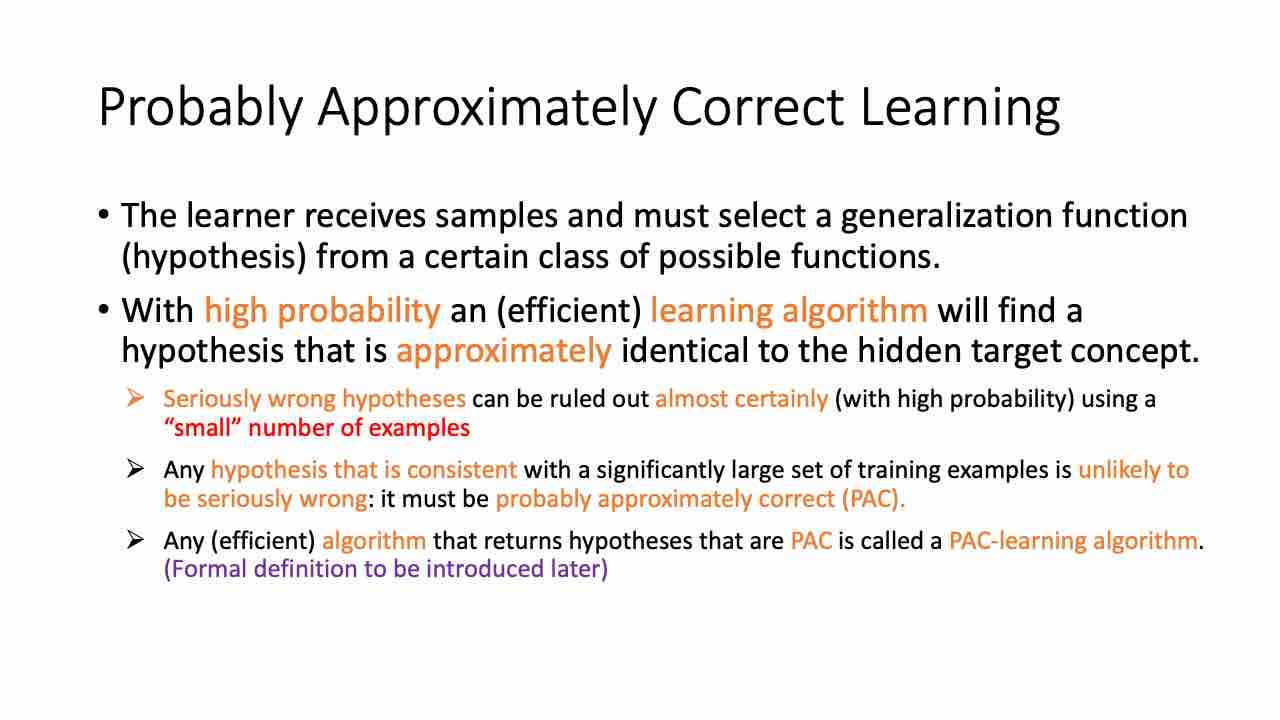 Probably Approximately Correct Learning
• The learner receives samples and must select a generalization function
(hypothesis) from a certain class of possible functions.
• With high probability an (efficient) learning algorithm will find a
hypothesis that is approximately identical to the hidden target concept.
➢ Seriously wrong hypotheses can be ruled out almost certainly (with high probability) using a
“small” number of examples
➢ Any hypothesis that is consistent with a significantly large set of training examples is unlikely to
be seriously wrong: it must be probably approximately correct (PAC).
➢ Any (efficient) algorithm that returns hypotheses that are PAC is called a PAC-learning algorithm.
(Formal definition to be introduced later)